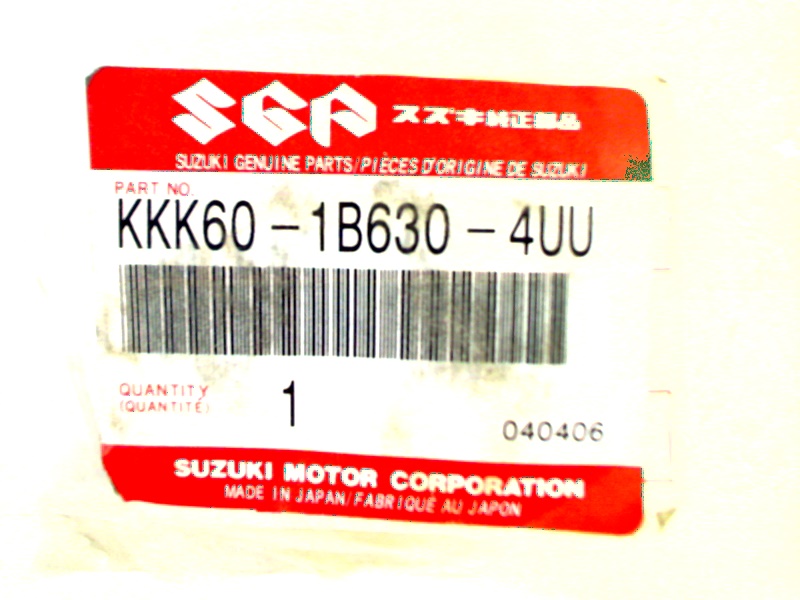 SGP スズキ純正部品
SUZUKI GENUINE PARTS/PIÈCES D'ORIGINE DE SUZUKI
PART NO.
KKK60-1B630-4UU
QUANTITY 1
(QUANTITÉ)
040406
SUZUKI MOTOR CORPORATION
MADE IN JAPAN/FABRIQUÉ AU JAPON